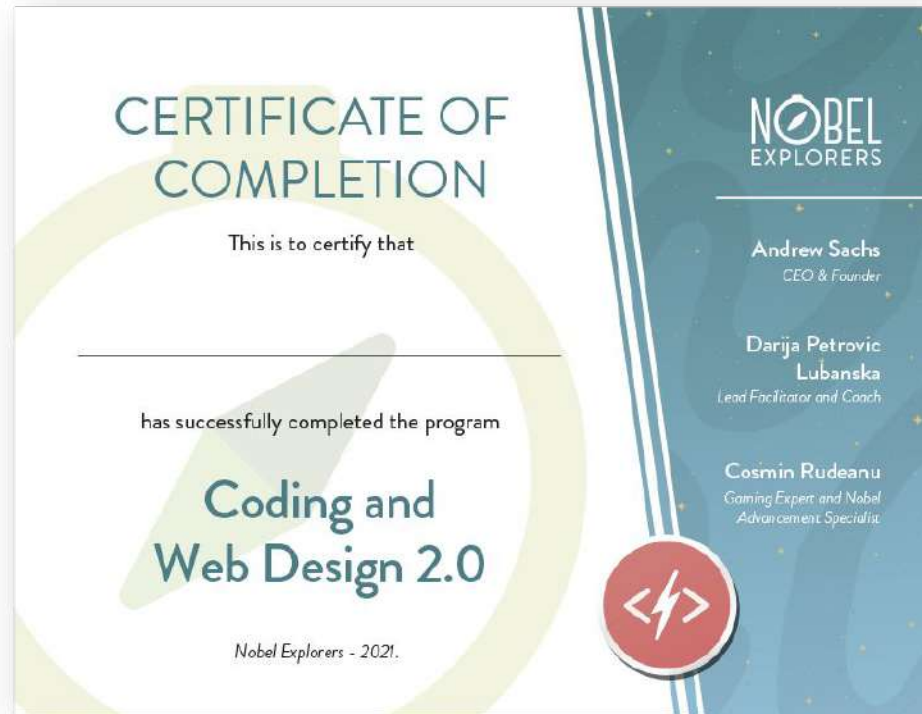 CERTIFICATE OF
COMPLETION
This is to certify that
has successfully completed the program
Coding and
Web Design 2.0
Nobel Explorers - 2021.
NOBEL
EXPLORERS
Andrew Sachs
CEO & Founder
Darija Petrovic
Lubanska
Lead Facilitator and Coach
Cosmin Rudeanu
Gaming Expert and Nobel
Advancement Specialist